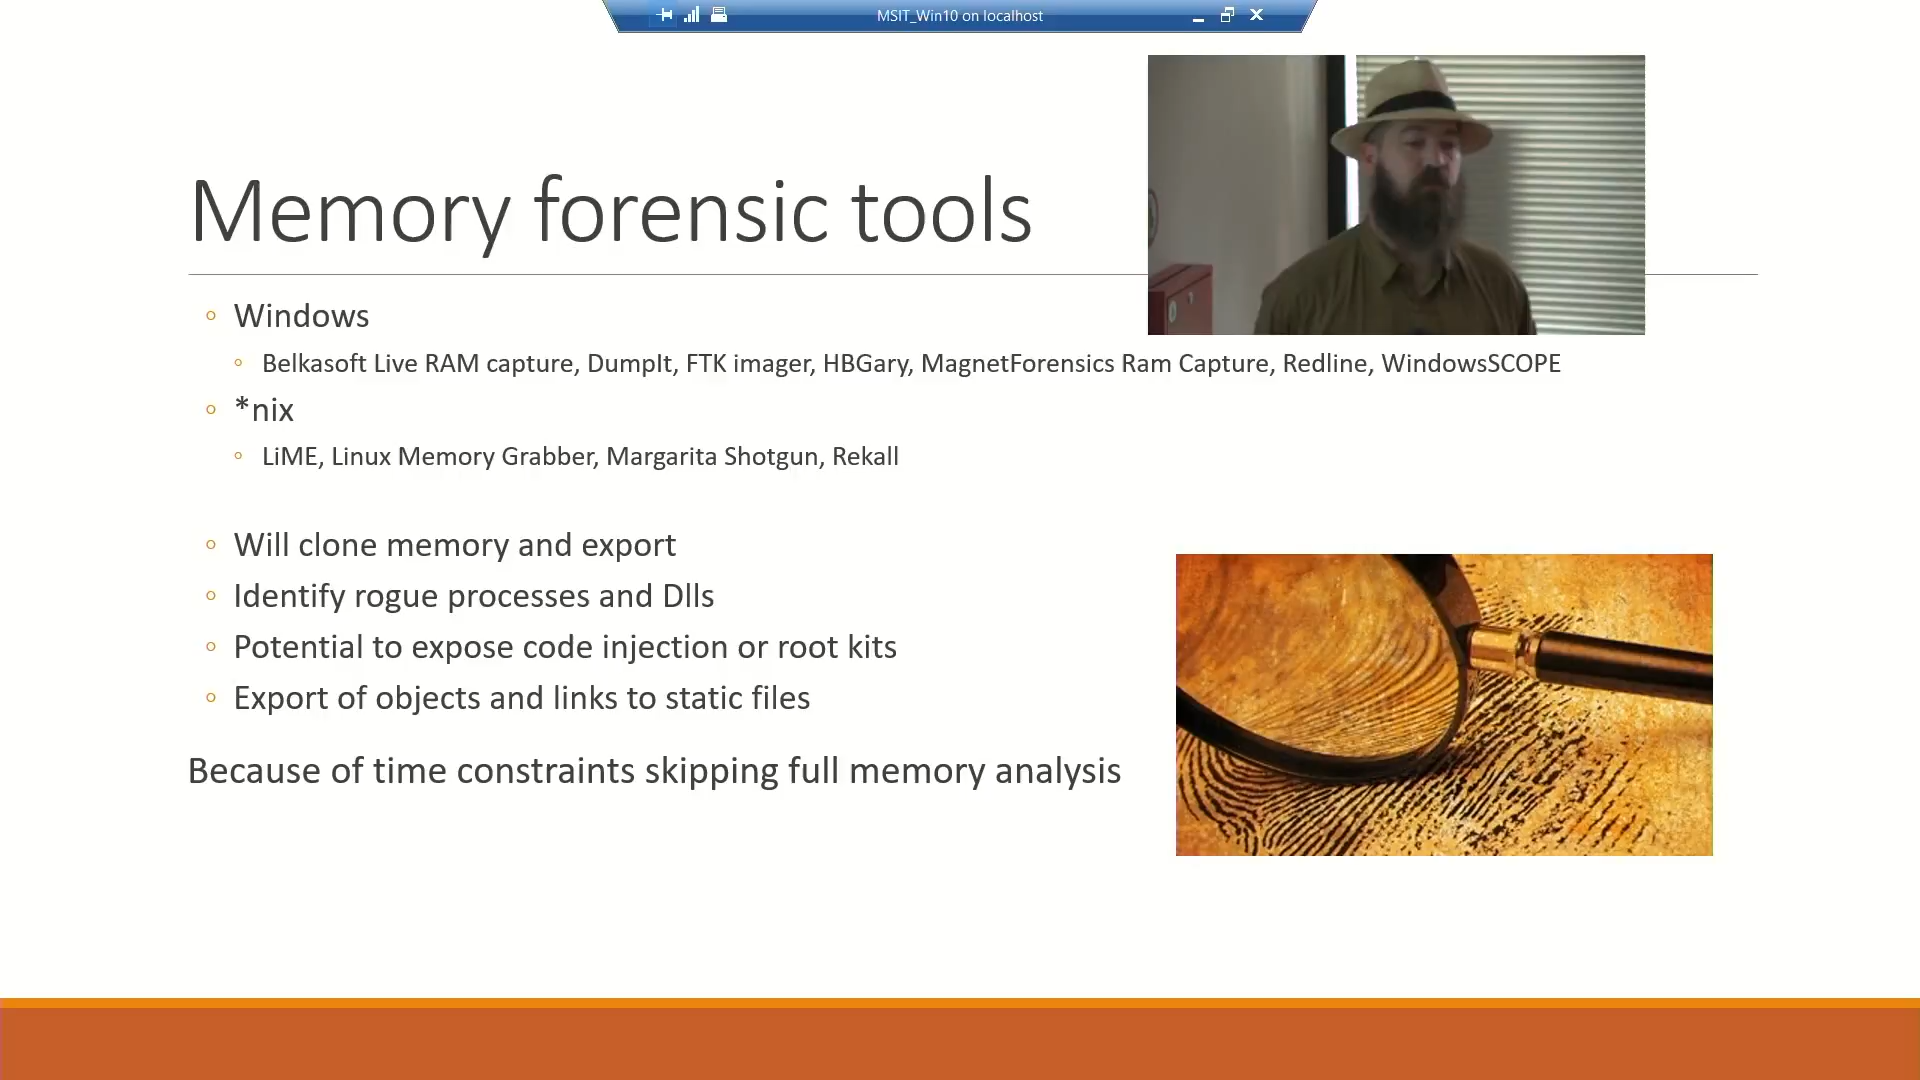 MSIT_Win10 on localhost
Memory forensic tools
Windows
Belkasoft Live RAM capture, DumpIt, FTK imager, HBGary, MagnetForensics Ram Capture, Redline, WindowsSCOPE
*nix
LiME, Linux Memory Grabber, Margarita Shotgun, Rekall
Will clone memory and export
Identify rogue processes and Dlls
Potential to expose code injection or root kits
Export of objects and links to static files
Because of time constraints skipping full memory analysis